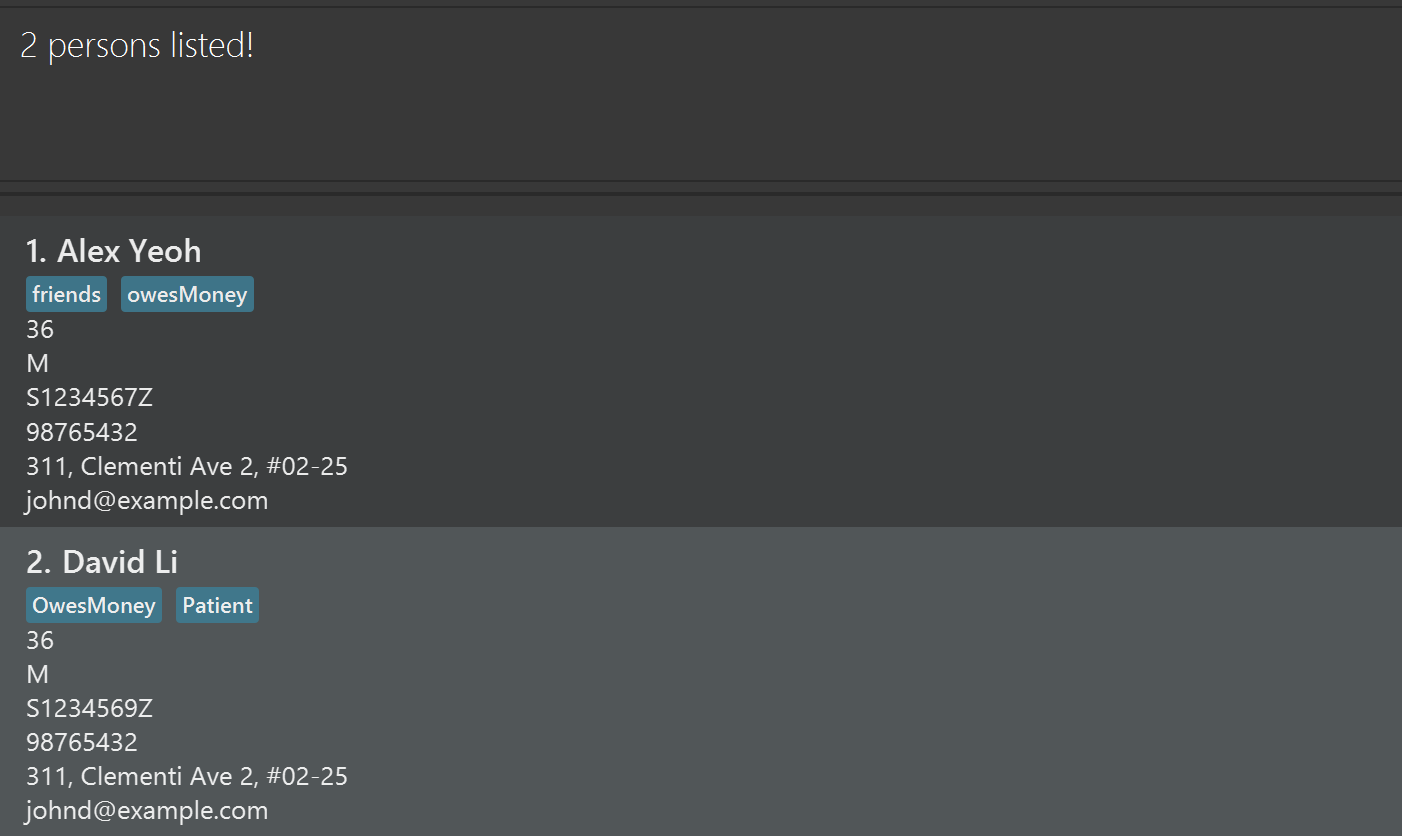 2 persons listed!
1. Alex Yeoh
friends owesMoney
36
M
S1234567Z
98765432
311, Clementi Ave 2, #02-25
johnd@example.com
2. David Li
OwesMoney Patient
36
M
S1234569Z
98765432
311, Clementi Ave 2, #02-25
johnd@example.com